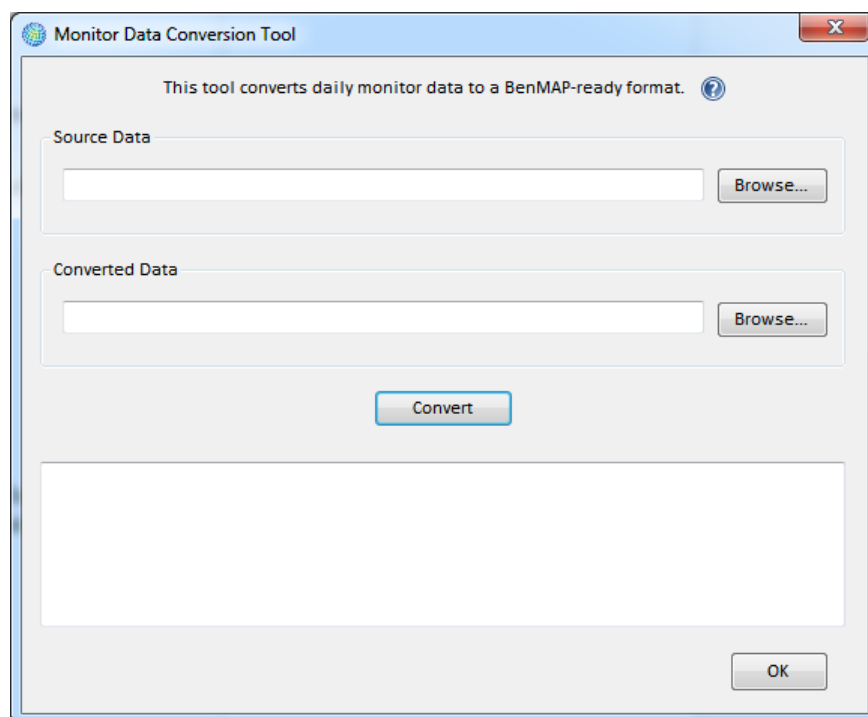 Monitor Data Conversion Tool
This tool converts daily monitor data to a BenMAP-ready format.
Source Data
Browse...
Converted Data
Browse...
Convert
OK